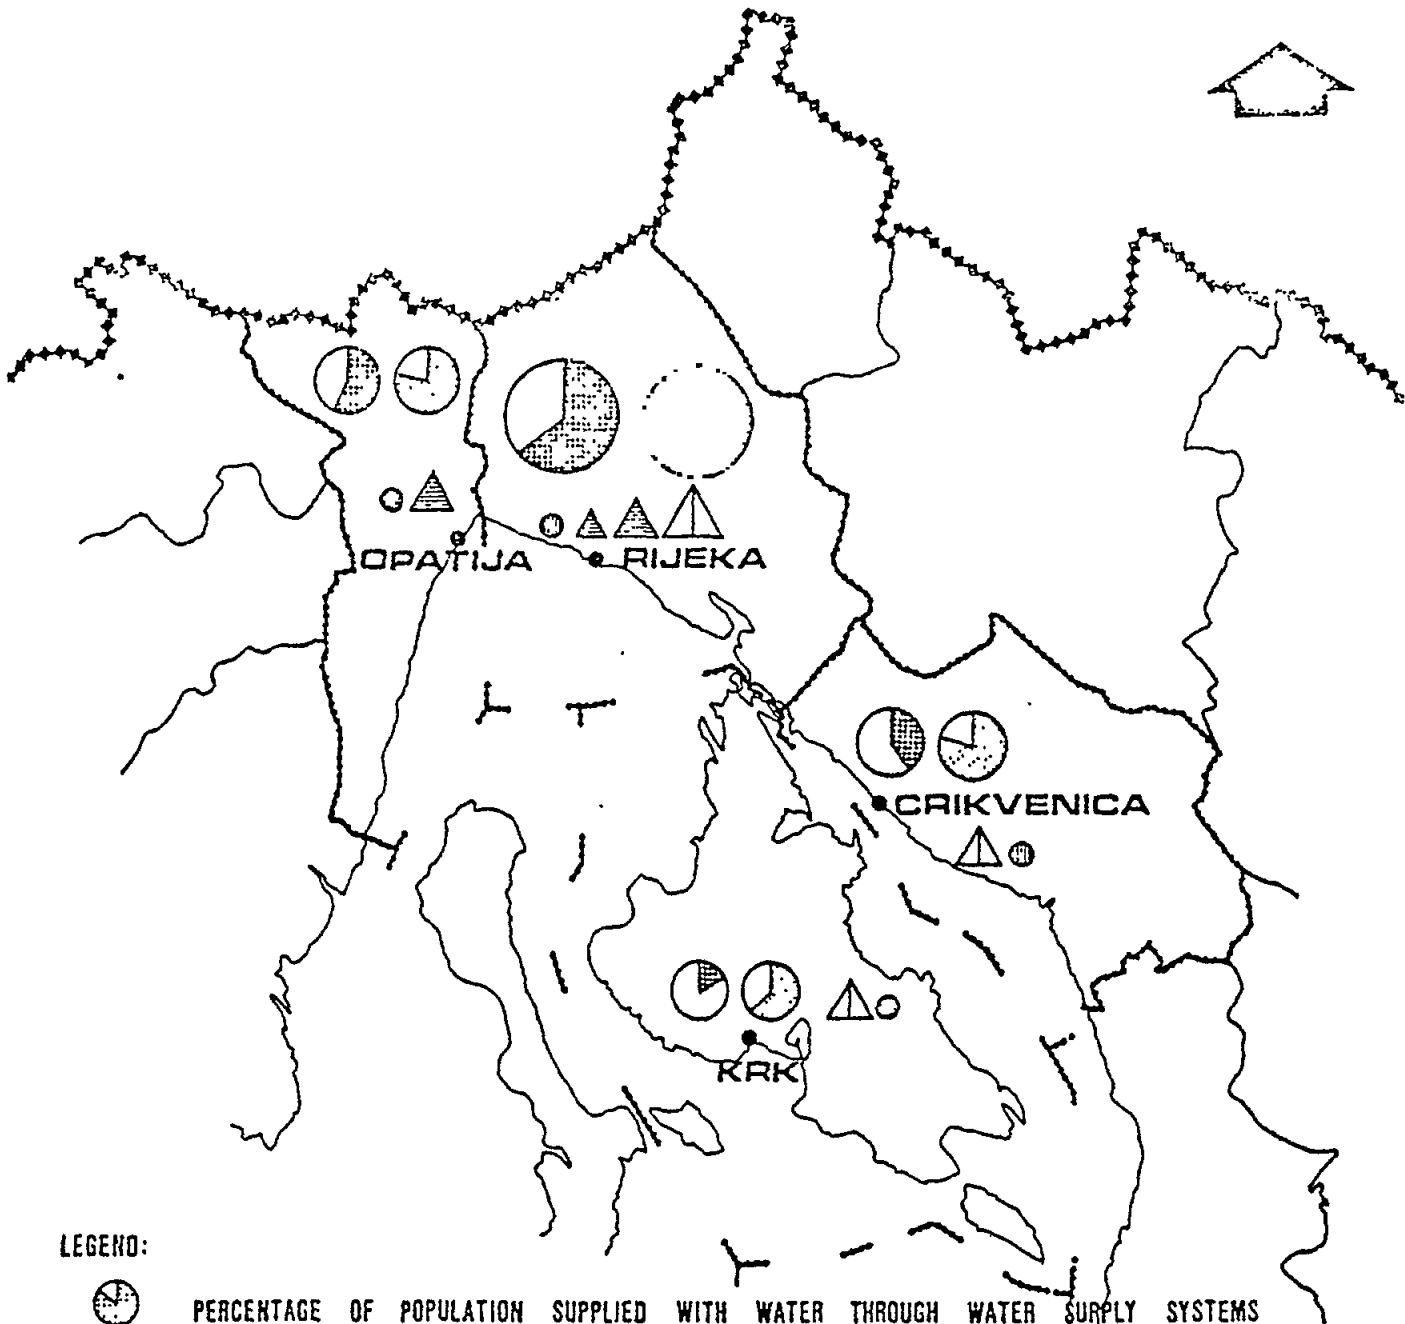 OPATIJA
RIJEKA
CRIKVENICA
KRK
LEGEND:
PERCENTAGE OF POPULATION SUPPLIED WITH WATER THROUGH WATER SURPLY SYSTEMS